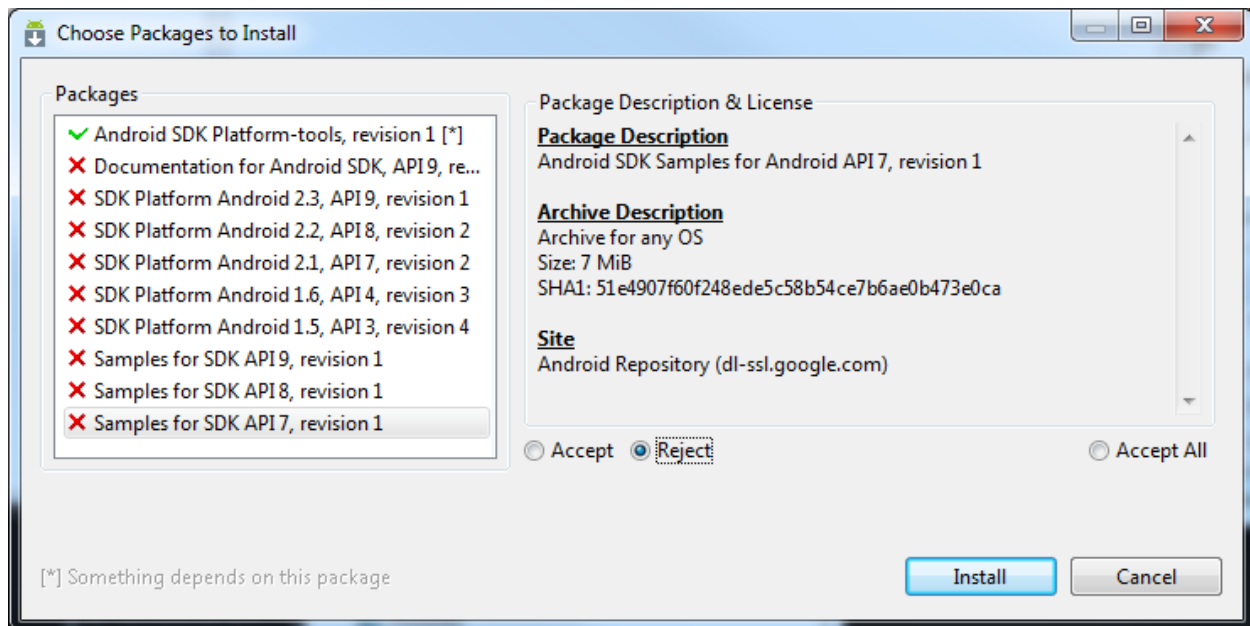 Choose Packages to Install
Packages
Android SDK Platform-tools, revision 1 [*]
Documentation for Android SDK, API 9, re...
SDK Platform Android 2.3, API 9, revision 1
SDK Platform Android 2.2, API 8, revision 2
SDK Platform Android 2.1, API 7, revision 2
SDK Platform Android 1.6, API 4, revision 3
SDK Platform Android 1.5, API 3, revision 4
Samples for SDK API 9, revision 1
Samples for SDK API 8, revision 1
Samples for SDK API 7, revision 1
Package Description & License
Package Description
Android SDK Samples for Android API 7, revision 1
Archive Description
Archive for any OS
Size: 7 MiB
SHA1: 51e4907f60f248ede5c58b54ce7b6ae0b473e0ca
Site
Android Repository (dl-ssl.google.com)
Accept Reject Accept All
[*] Something depends on this package
Install Cancel